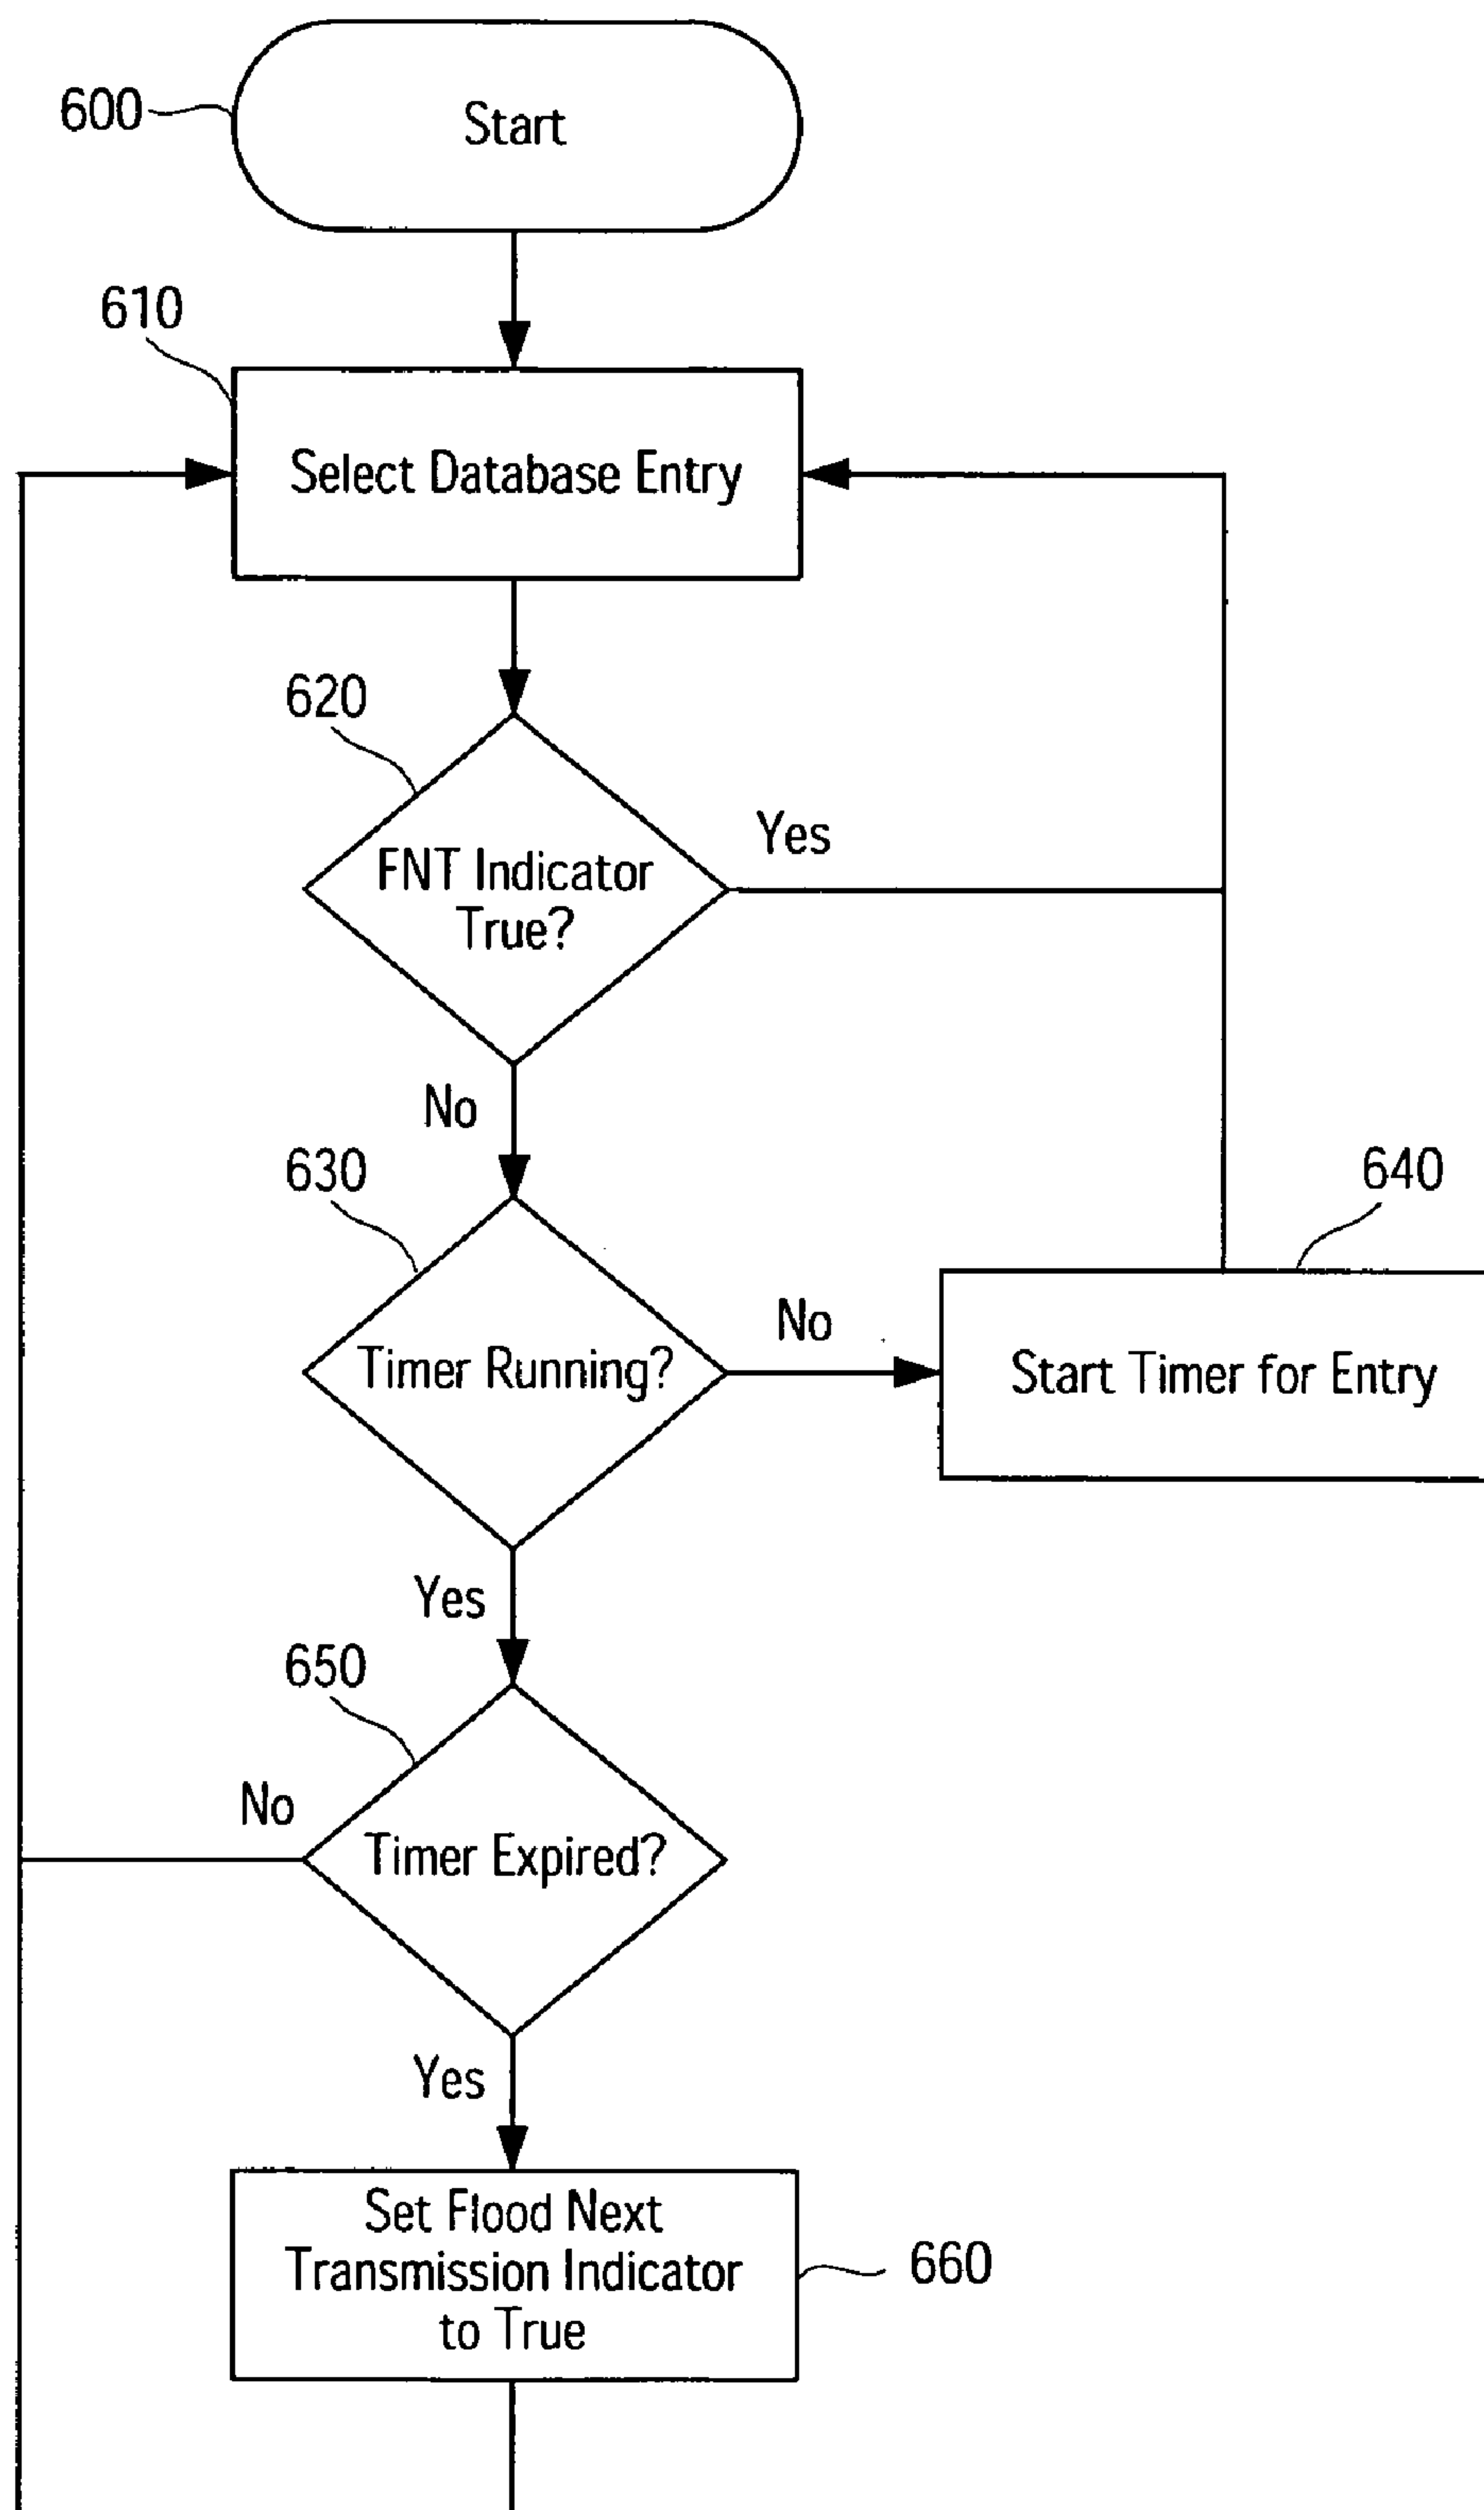 600
Start
610
Select Database Entry
620
Yes
FNT Indicator
True?
No
630
640
No
Timer Running?
Start Timer for Entry
Yes
650
No
Timer Expired?
Yes
Set Flood Next
Transmission Indicator
to True
660